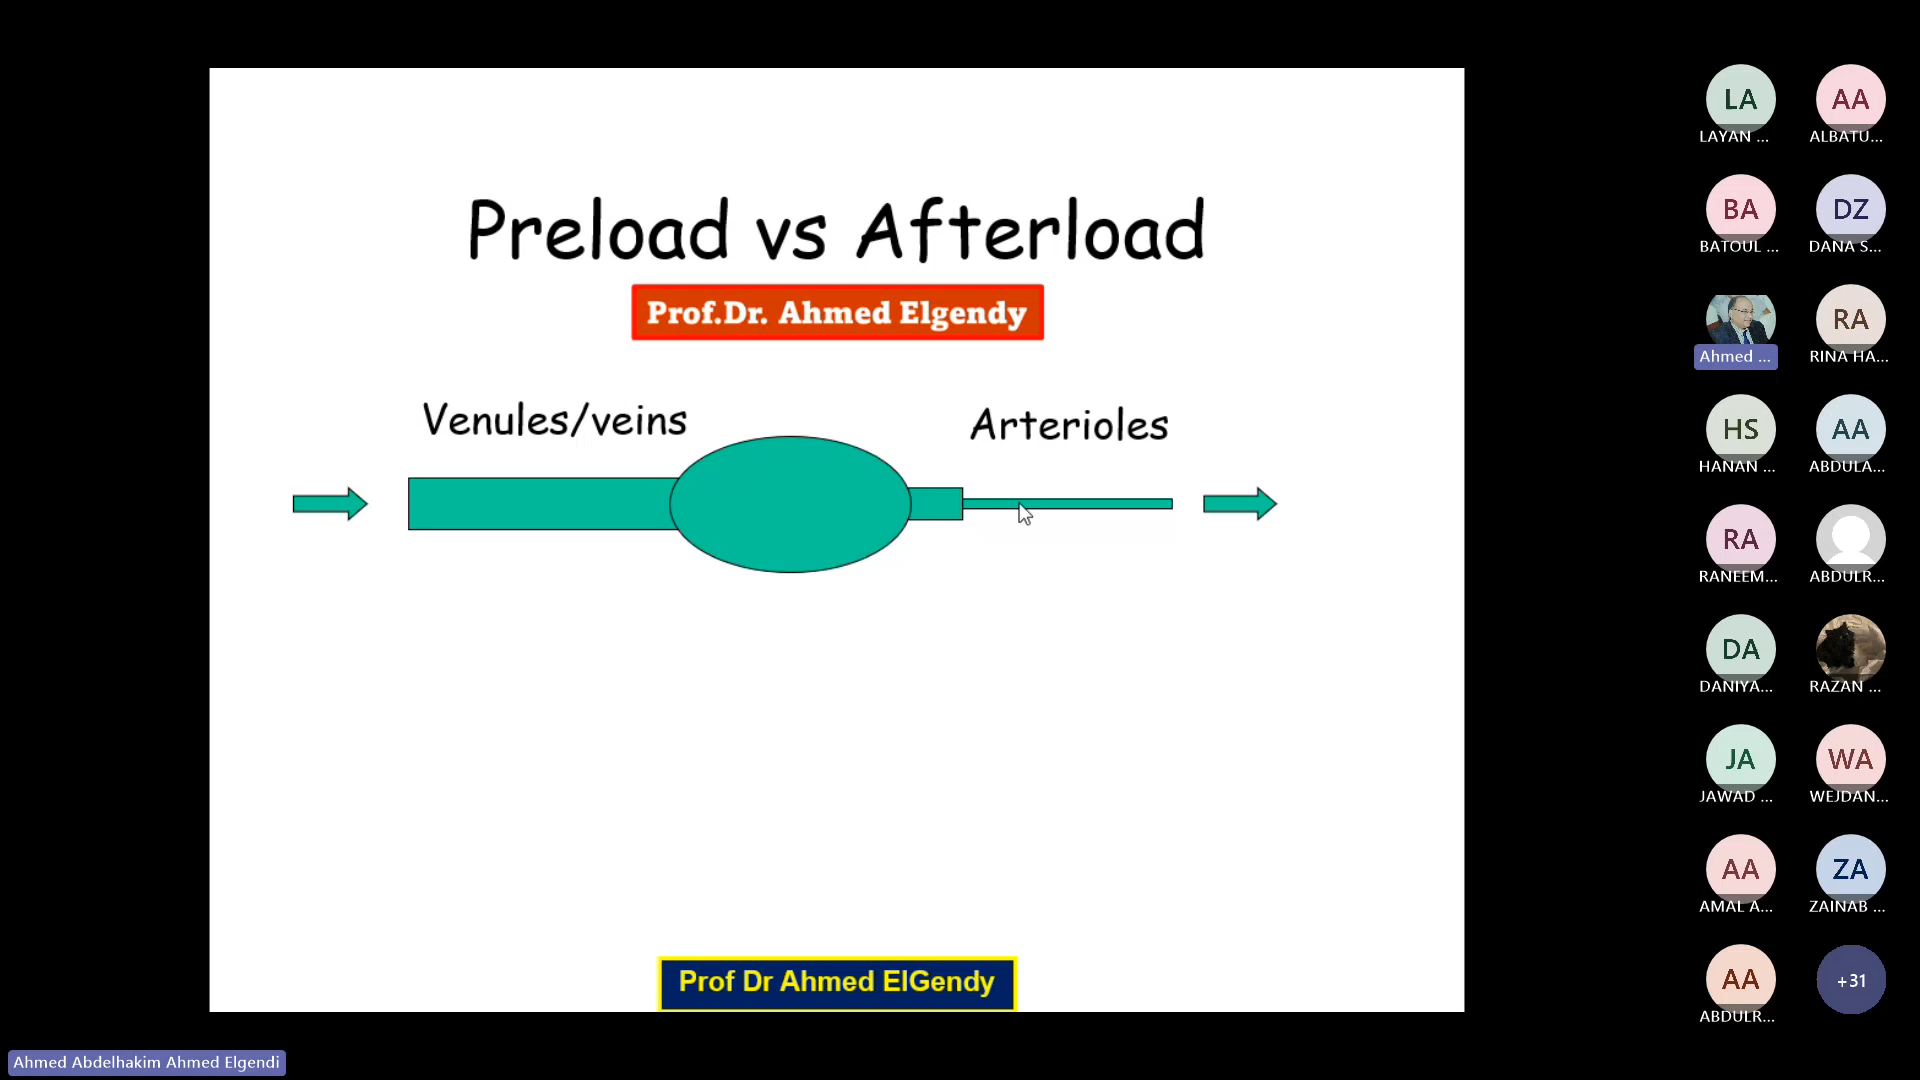 Preload vs Afterload
Prof.Dr. Ahmed Elgendy
Venules/veins
Arterioles
Prof Dr Ahmed ElGendy
Ahmed Abdelhakim Ahmed Elgendi
LA
LAYAN ...
AA
ALBATU...
BA
BATOUL ...
DZ
DANA S...
Ahmed ...
RA
RINA HA...
HS
HANAN ...
AA
ABDULA...
RA
RANEEM...
ABDULR...
DA
DANIYA...
RAZAN ...
JA
JAWAD ...
WA
WEJDAN...
AA
AMAL A...
ZA
ZAINAB ...
AA
ABDULR...
+31